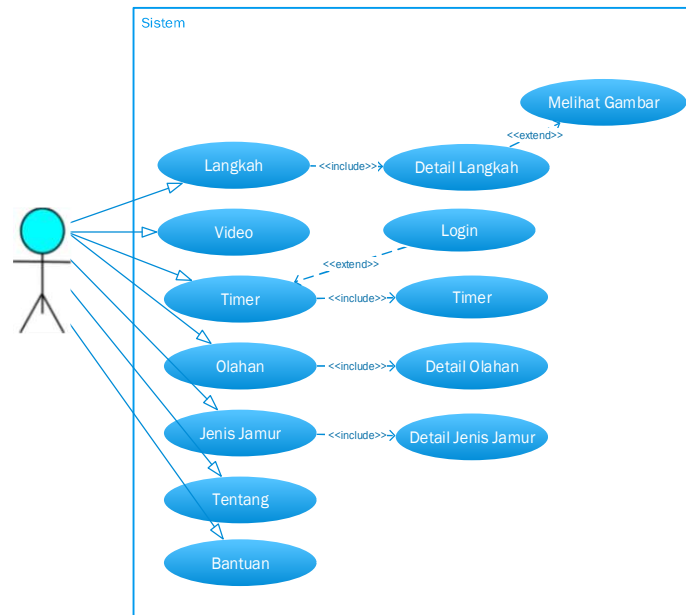 Sistem
Melihat Gambar
<<extend>>
Langkah
<<include>>
Detail Langkah
Video
Login
<<extend>>
Timer
<<include>>
Timer
Olahan
<<include>>
Detail Olahan
Jenis Jamur
<<include>>
Detail Jenis Jamur
Tentang
Bantuan